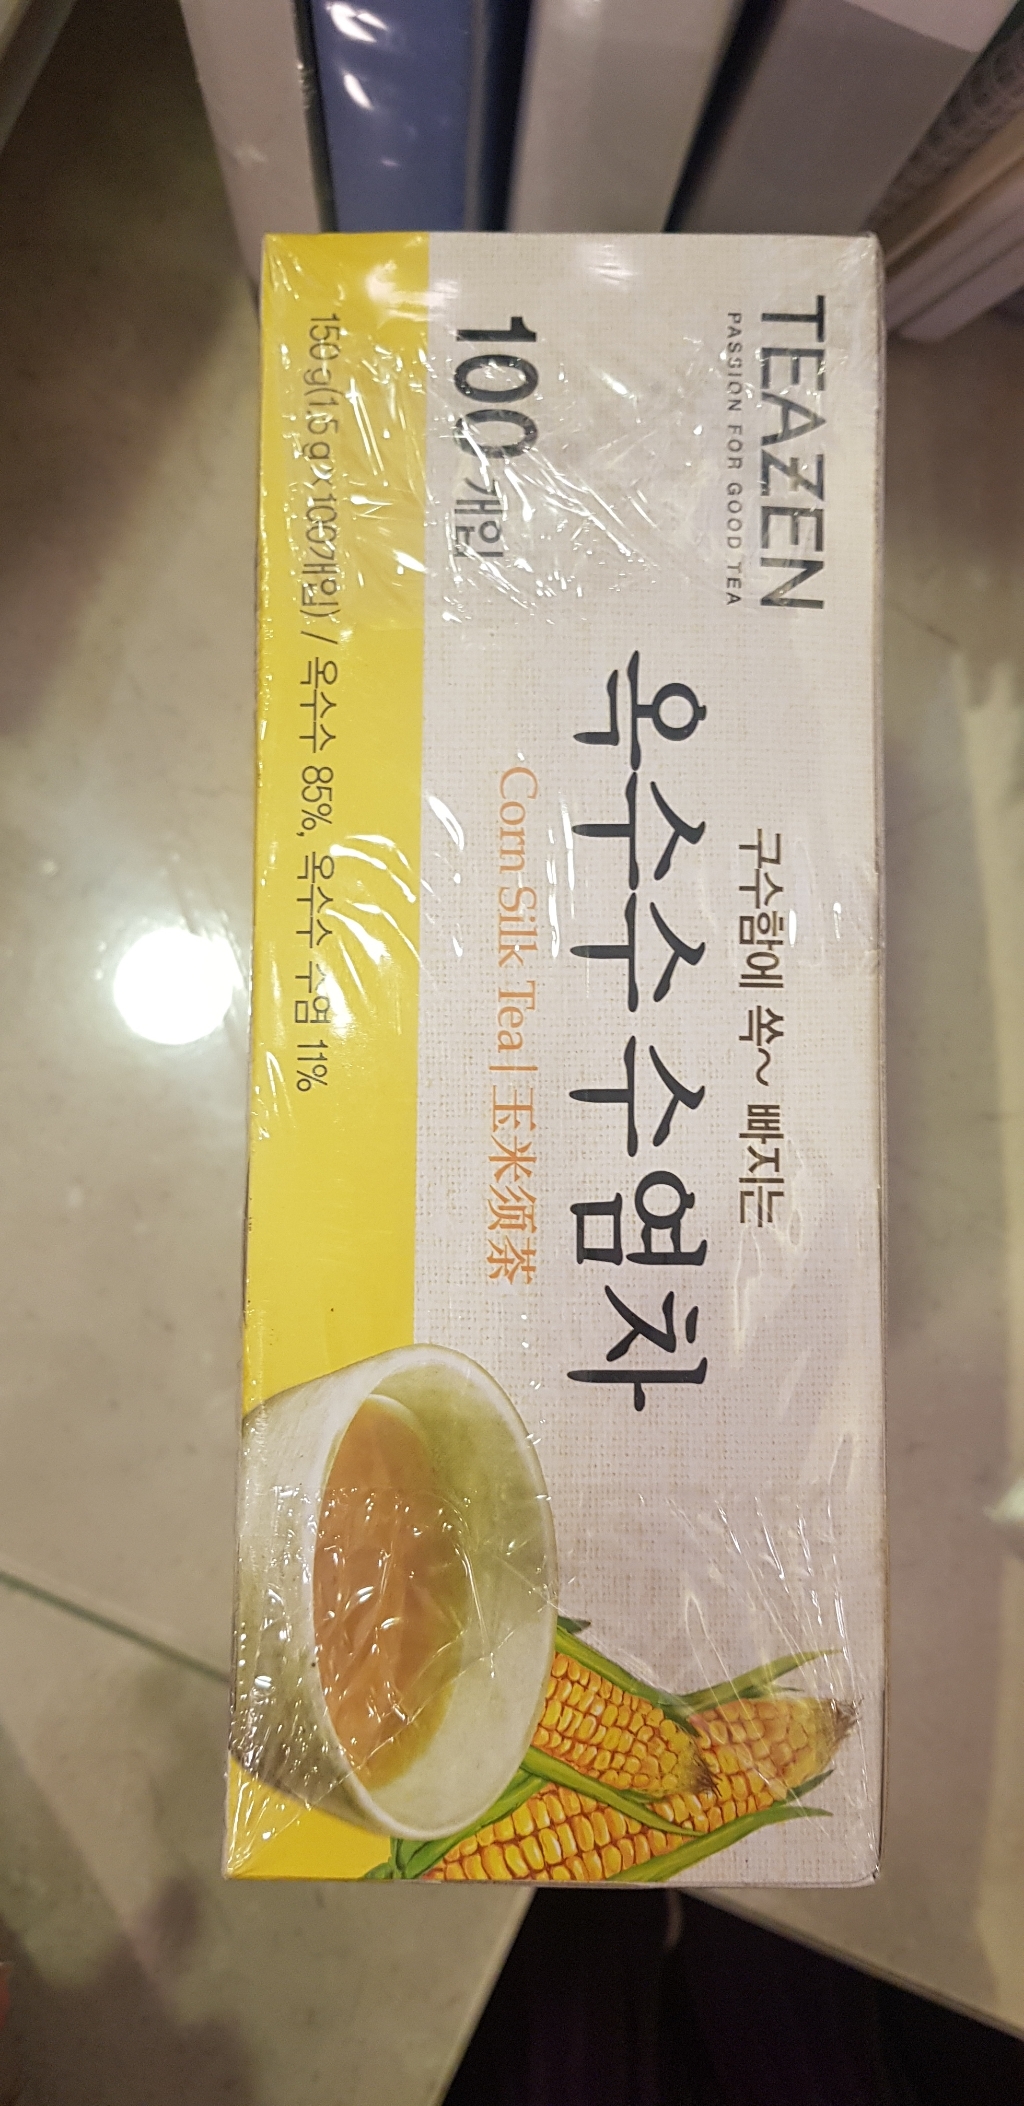 TEAZEN
PASSION FOR GOOD TEA
구수함에 쏙~ 빠지는
옥수수수염차
Corn Silk Tea | 玉米须茶
100개입
150 g(1.5 g×100개입) / 옥수수 85%, 옥수수 수염 11%